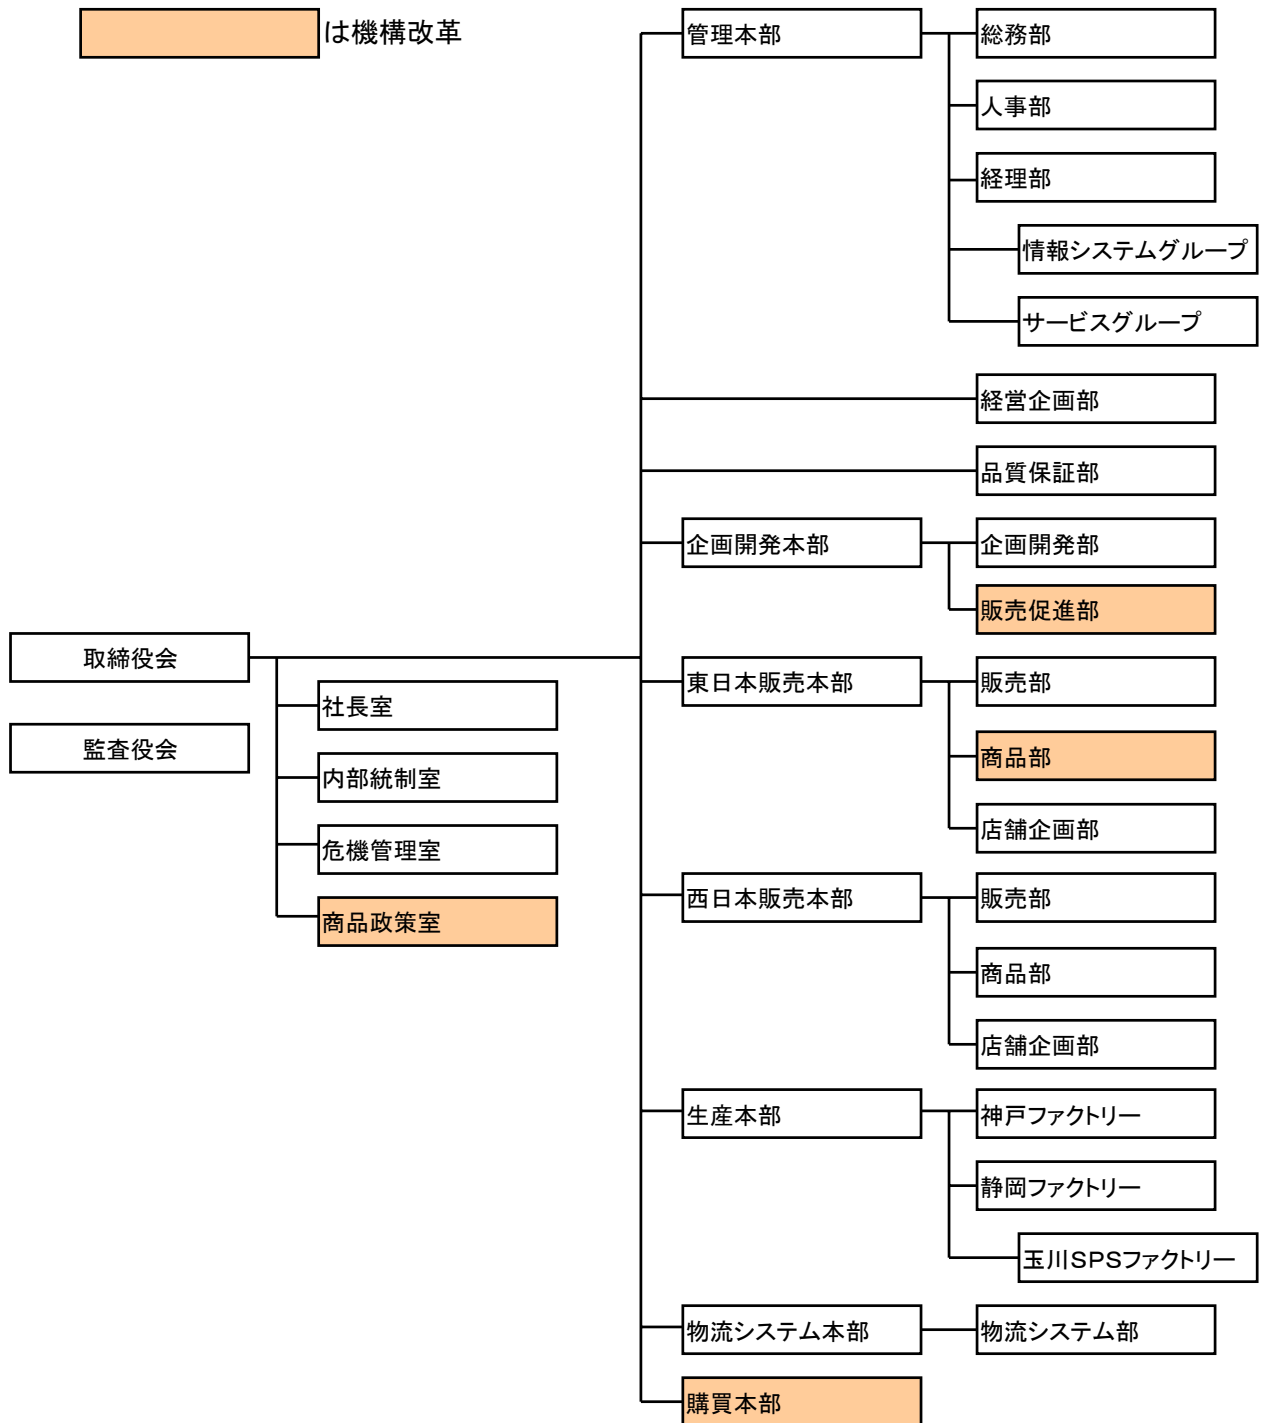 は機構改革
管理本部
総務部
人事部
経理部
情報システムグループ
サービスグループ
経営企画部
品質保証部
企画開発本部
企画開発部
販売促進部
取締役会
監査役会
社長室
内部統制室
危機管理室
商品政策室
東日本販売本部
販売部
商品部
店舗企画部
西日本販売本部
販売部
商品部
店舗企画部
生産本部
神戸ファクトリー
静岡ファクトリー
玉川SPSファクトリー
物流システム本部
物流システム部
購買本部